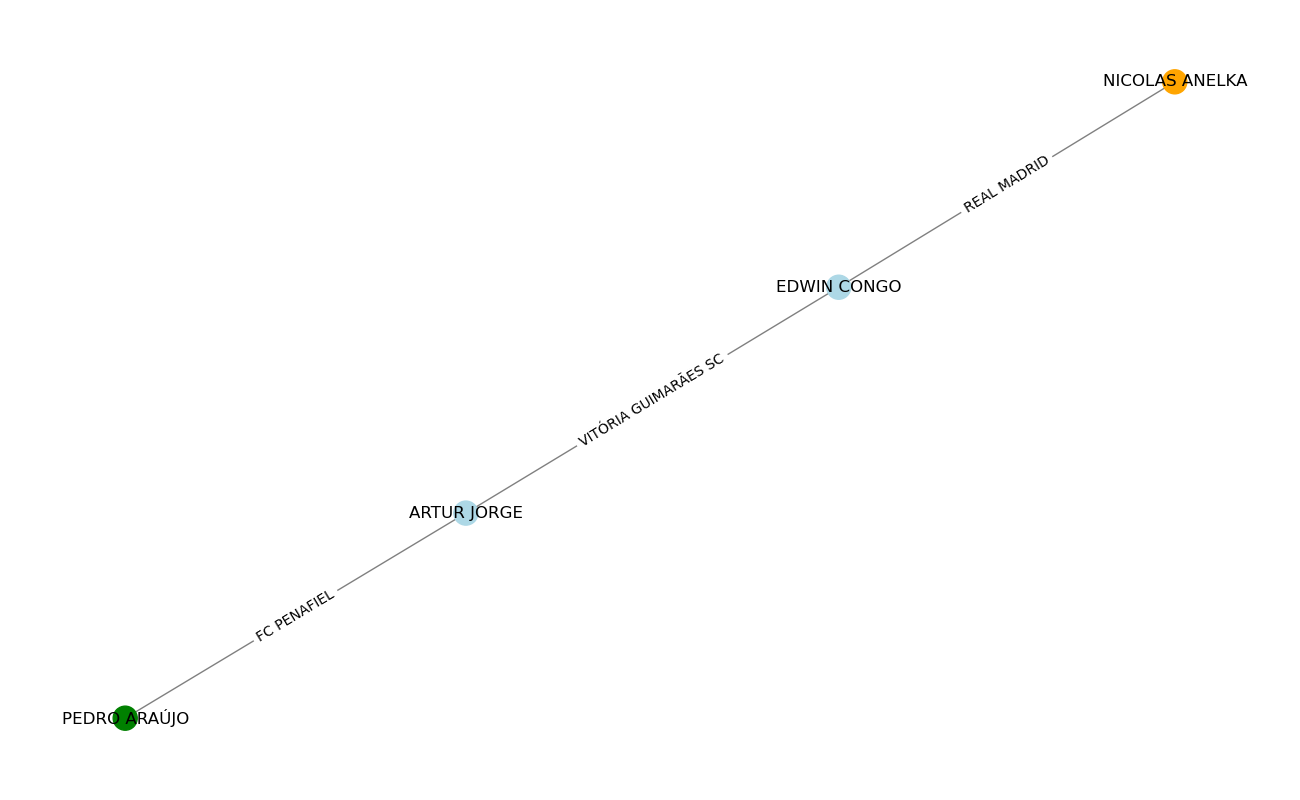 NICOLAS ANELKA
REAL MADRID
EDWIN CONGO
VITÓRIA GUIMARÃES SC
ARTUR JORGE
FC PENAFIEL
PEDRO ARAÚJO